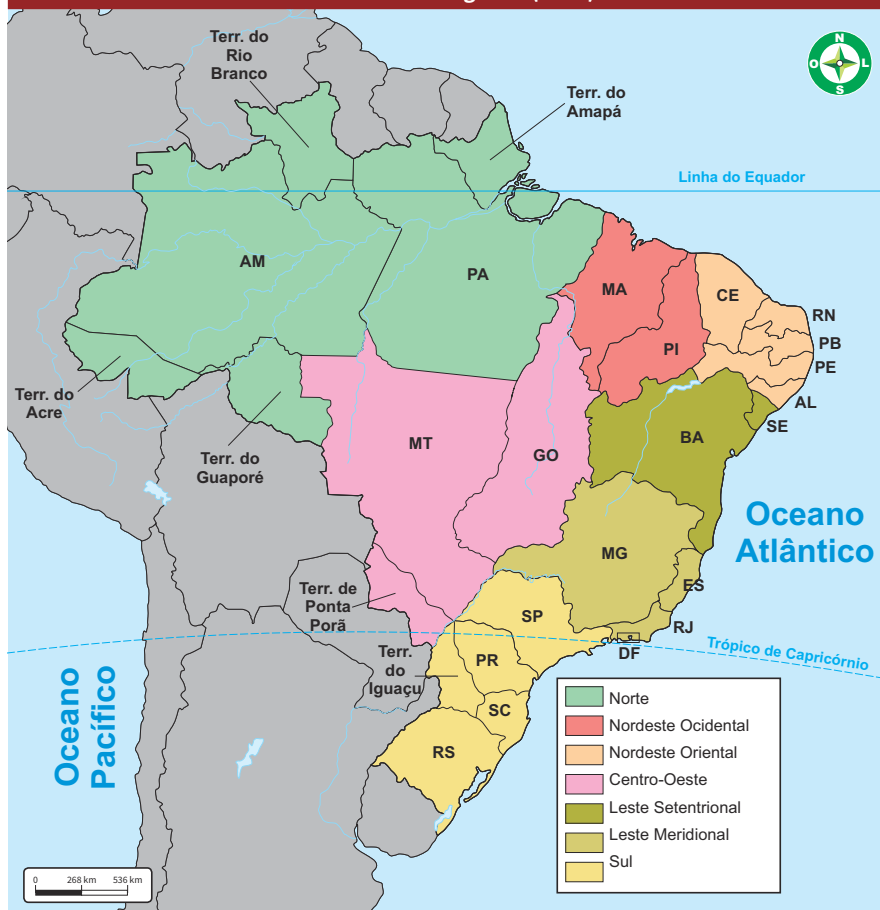 Terr. do
Rio
Branco
N
O
L
S
Terr. do
Amapá
Linha do Equador
AM
PA
MA
CE
RN
PB
PI
PE
AL
SE
Terr. do
Acre
Terr. do
Guaporé
MT
GO
BA
Oceano
Atlântico
MG
ES
Terr. de
Ponta
Porã
SP
RJ
DF
Trópico de Capricórnio
Terr.
do
Iguaçu
PR
SC
RS
Oceano
Pacífico
Norte
Nordeste Ocidental
Nordeste Oriental
Centro-Oeste
Leste Setentrional
Leste Meridional
Sul
0 268 km 536 km